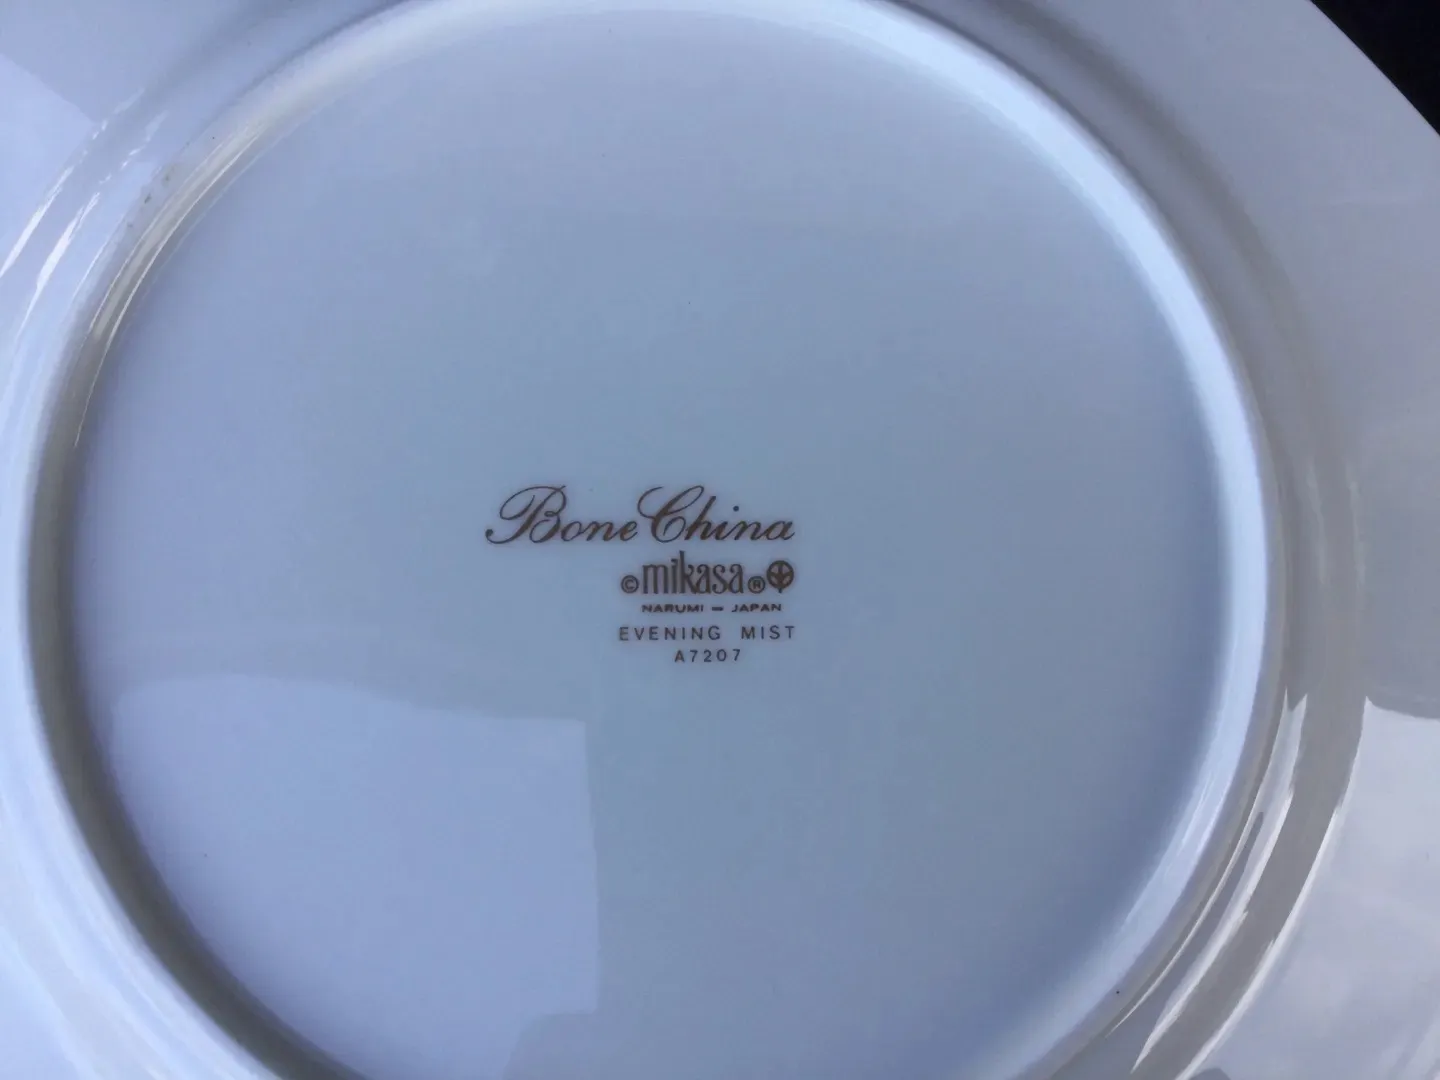 Bone China
©mikasa®
NARUMI – JAPAN
EVENING MIST
A7207